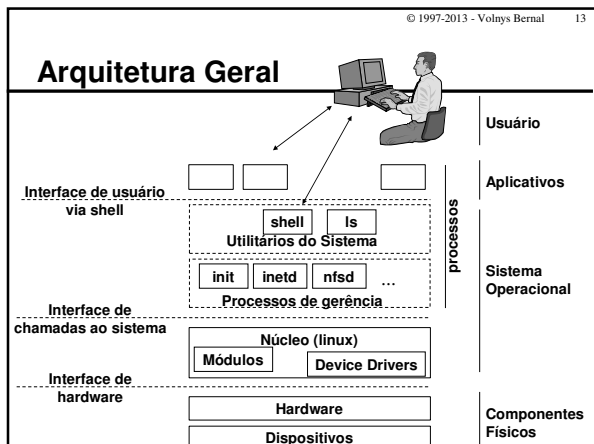 © 1997-2013 - Volnys Bernal 13
Arquitetura Geral
Usuário
Aplicativos
Interface de usuário
via shell
shell
ls
Utilitários do Sistema
processos
init
inetd
nfsd
...
Processos de gerência
Sistema
Operacional
Interface de
chamadas ao sistema
Núcleo (linux)
Módulos
Device Drivers
Interface de
hardware
Hardware
Dispositivos
Componentes
Físicos